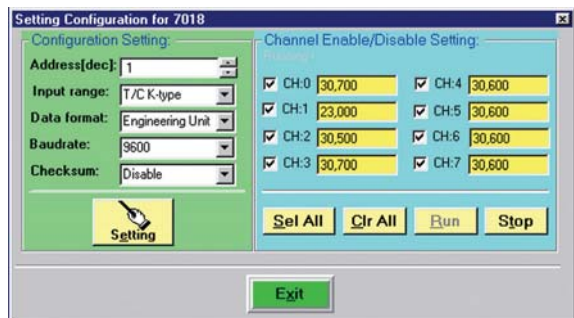 Setting Configuration for 7018
Configuration Setting:
Address[dec]: 1
Input range: T/C K-type
Data format: Engineering Unit
Baudrate: 9600
Checksum: Disable
Setting
Channel Enable/Disable Setting:
Running!
CH:0 30,700
CH:1 23,000
CH:2 30,500
CH:3 30,700
CH:4 30,600
CH:5 30,600
CH:6 30,600
CH:7 30,600
Sel All Clr All Run Stop
Exit